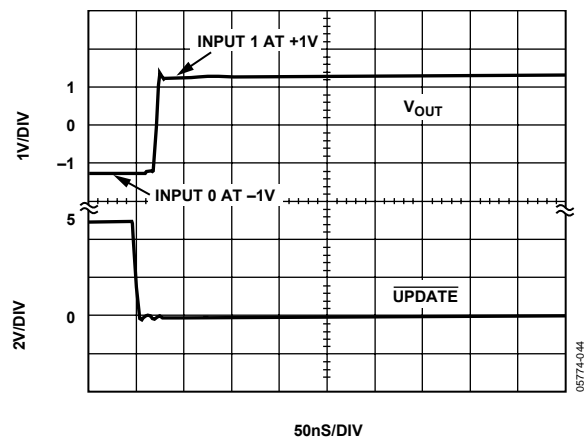 INPUT 1 AT +1V
1
VOUT
0
1V/DIV
–1
INPUT 0 AT –1V
5
UPDATE
0
2V/DIV
50nS/DIV
05774-044